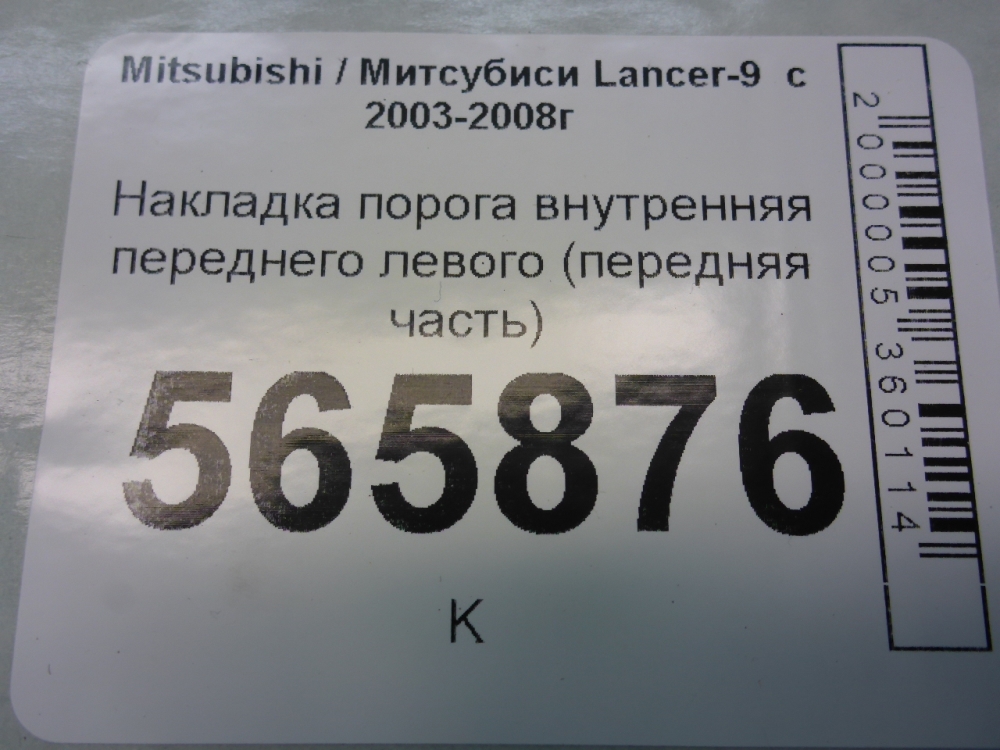 Mitsubishi / Митсубиси Lancer-9 с
2003-2008г
Накладка порога внутренняя
переднего левого (передняя
часть)
565876
К
2000005360114